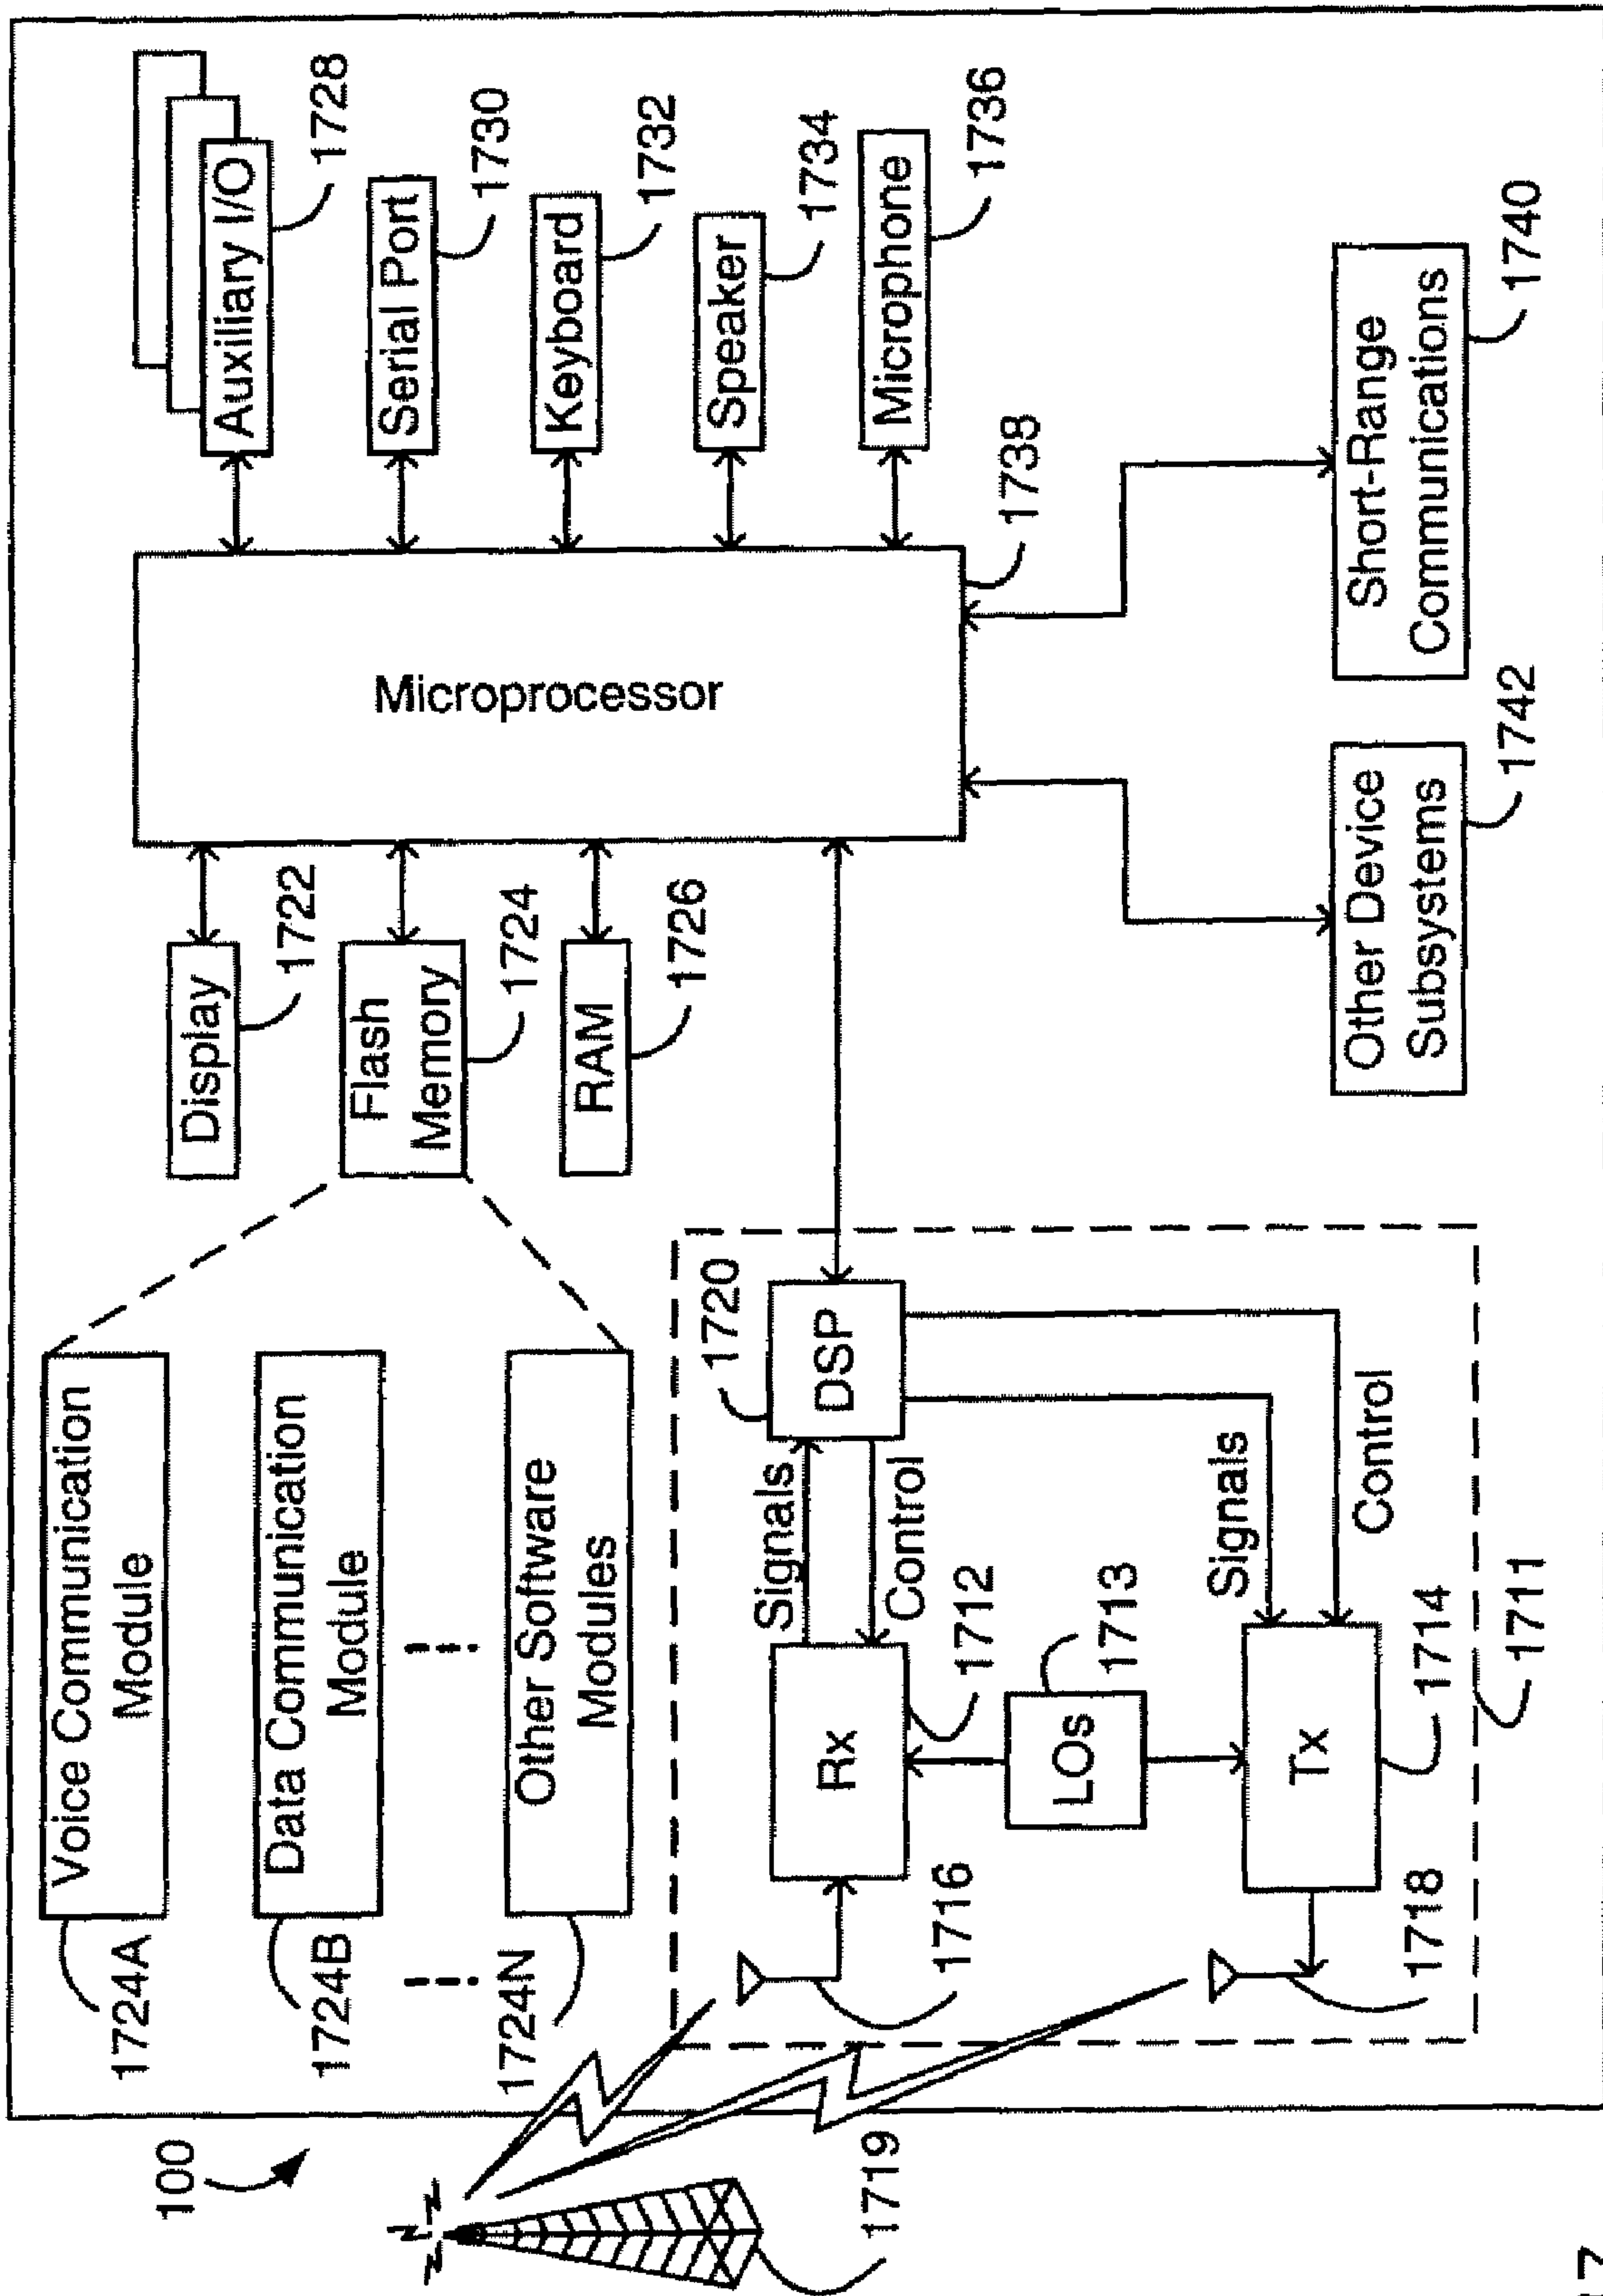 100
1724A
Voice Communication
Module
1724B
Data Communication
Module
1724N
Other Software
Modules
Display
1722
Flash
Memory
1724
RAM
1726
Microprocessor
1738
Auxiliary I/O
1728
Serial Port
1730
Keyboard
1732
Speaker
1734
Microphone
1736
Short-Range
Communications
1740
Other Device
Subsystems
1742
1720
DSP
Signals
Control
Rx
1712
LOs
1713
Signals
Control
Tx
1714
1711
1716
1718
1719